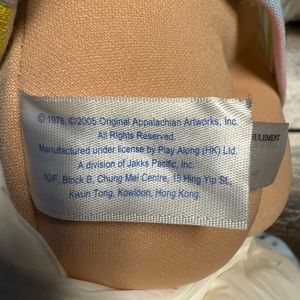 © 1978, ©2005 Original Appalachian Artworks, Inc.
All Rights Reserved.
Manufactured under license by Play Along (HK) Ltd.
A division of Jakks Pacific, Inc.
10/F, Block B, Chung Mei Centre, 15 Hing Yip St.,
Kwun Tong, Kowloon, Hong Kong.
EULEMENT